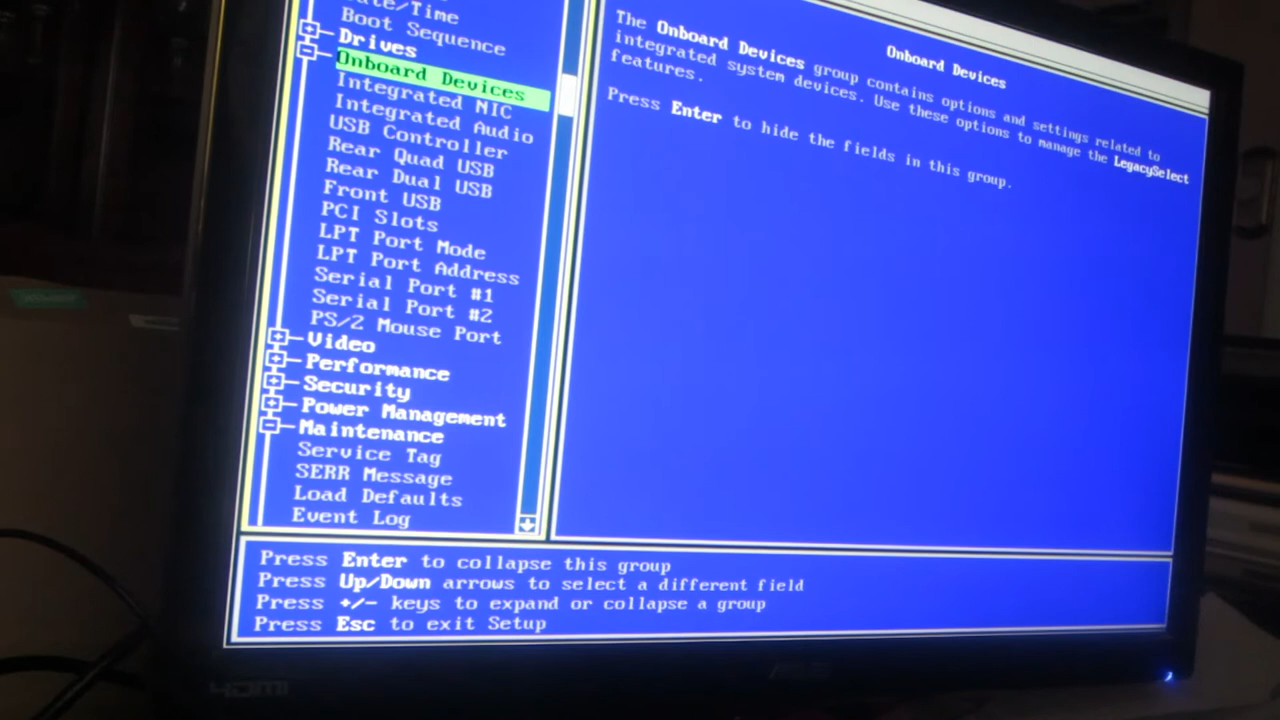 Date/Time
Boot Sequence
Drives
Onboard Devices
Integrated NIC
Integrated Audio
USB Controller
Rear Quad USB
Rear Dual USB
Front USB
PCI Slots
LPT Port Mode
LPT Port Address
Serial Port #1
Serial Port #2
PS/2 Mouse Port
Video
Performance
Security
Power Management
Maintenance
Service Tag
SERR Message
Load Defaults
Event Log
Onboard Devices
The Onboard Devices group contains options and settings related to
integrated system devices. Use these options to manage the LegacySelect
features.
Press Enter to hide the fields in this group.
Press Enter to collapse this group
Press Up/Down arrows to select a different field
Press +/- keys to expand or collapse a group
Press Esc to exit Setup
HDMI
ASUS